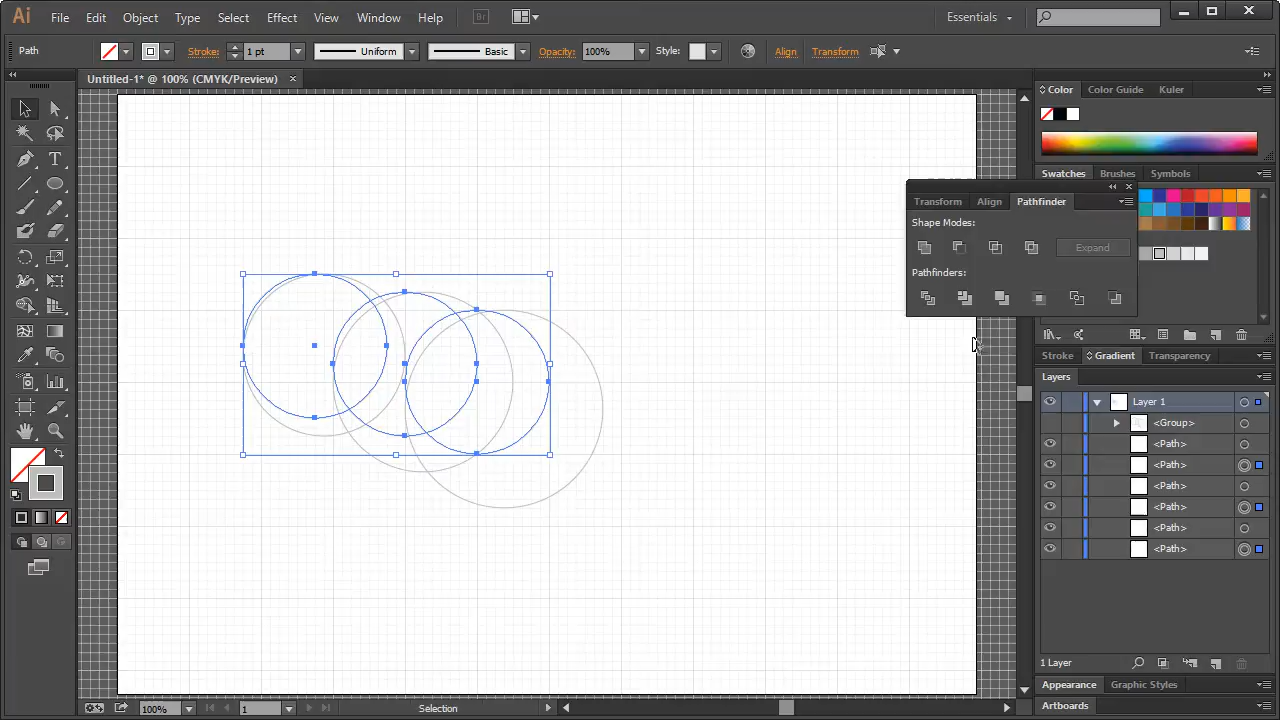 Ai File Edit Object Type Select Effect View Window Help Br Essentials
Path Stroke: 1 pt Uniform Basic Opacity: 100% Style: Align Transform
Untitled-1* @ 100% (CMYK/Preview)
Color Color Guide Kuler
Swatches Brushes Symbols
Transform Align Pathfinder
Shape Modes:
Expand
Pathfinders:
Stroke Gradient Transparency
Layers
Layer 1
<Group>
<Path>
<Path>
<Path>
<Path>
<Path>
<Path>
1 Layer
Appearance Graphic Styles
Artboards
100% 1 Selection